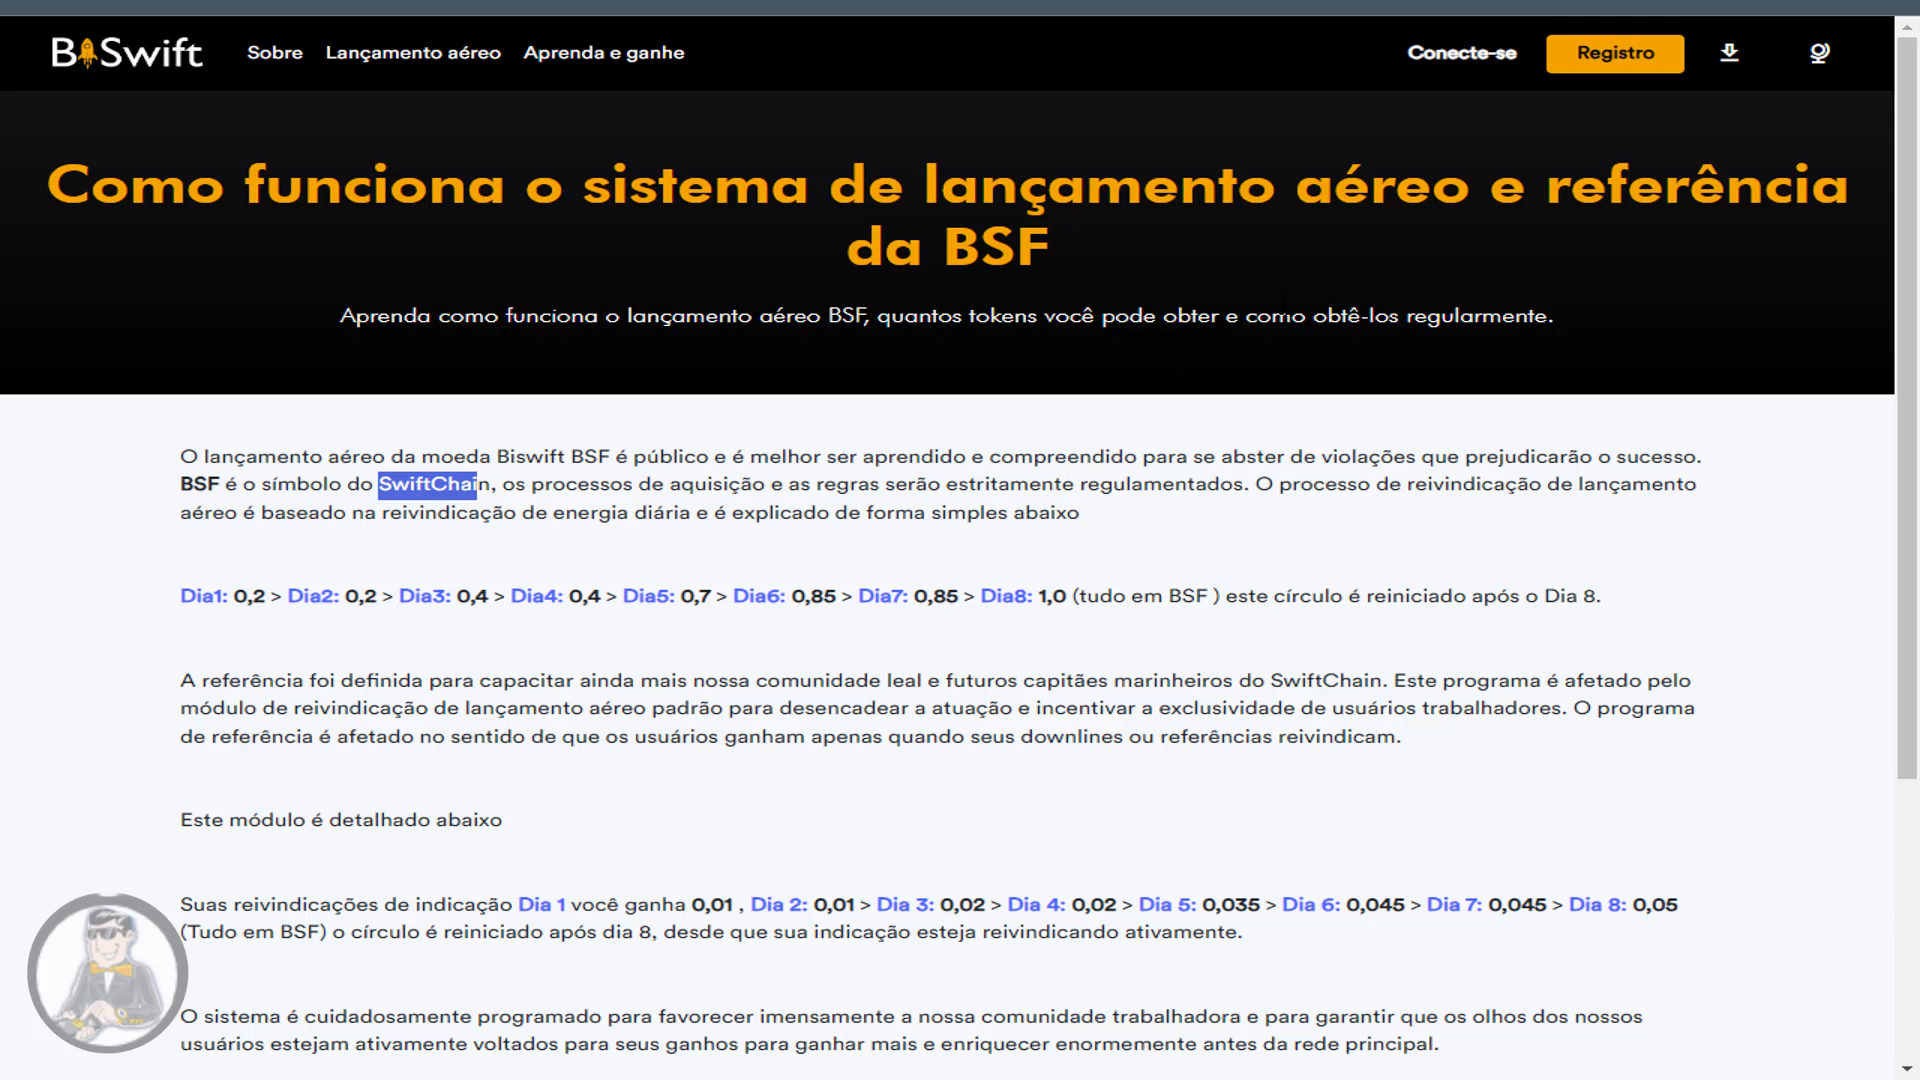 BiSwift Sobre Lançamento aéreo Aprenda e ganhe Conecte-se Registro
Como funciona o sistema de lançamento aéreo e referência
da BSF
Aprenda como funciona o lançamento aéreo BSF, quantos tokens você pode obter e como obtê-los regularmente.
O lançamento aéreo da moeda Biswift BSF é público e é melhor ser aprendido e compreendido para se abster de violações que prejudicarão o sucesso.
BSF é o símbolo do SwiftChain, os processos de aquisição e as regras serão estritamente regulamentados. O processo de reivindicação de lançamento
aéreo é baseado na reivindicação de energia diária e é explicado de forma simples abaixo
Dia1: 0,2 > Dia2: 0,2 > Dia3: 0,4 > Dia4: 0,4 > Dia5: 0,7 > Dia6: 0,85 > Dia7: 0,85 > Dia8: 1,0 (tudo em BSF ) este círculo é reiniciado após o Dia 8.
A referência foi definida para capacitar ainda mais nossa comunidade leal e futuros capitães marinheiros do SwiftChain. Este programa é afetado pelo
módulo de reivindicação de lançamento aéreo padrão para desencadear a atuação e incentivar a exclusividade de usuários trabalhadores. O programa
de referência é afetado no sentido de que os usuários ganham apenas quando seus downlines ou referências reivindicam.
Este módulo é detalhado abaixo
Suas reivindicações de indicação Dia 1 você ganha 0,01 , Dia 2: 0,01 > Dia 3: 0,02 > Dia 4: 0,02 > Dia 5: 0,035 > Dia 6: 0,045 > Dia 7: 0,045 > Dia 8: 0,05
(Tudo em BSF) o círculo é reiniciado após dia 8, desde que sua indicação esteja reivindicando ativamente.
O sistema é cuidadosamente programado para favorecer imensamente a nossa comunidade trabalhadora e para garantir que os olhos dos nossos
usuários estejam ativamente voltados para seus ganhos para ganhar mais e enriquecer enormemente antes da rede principal.